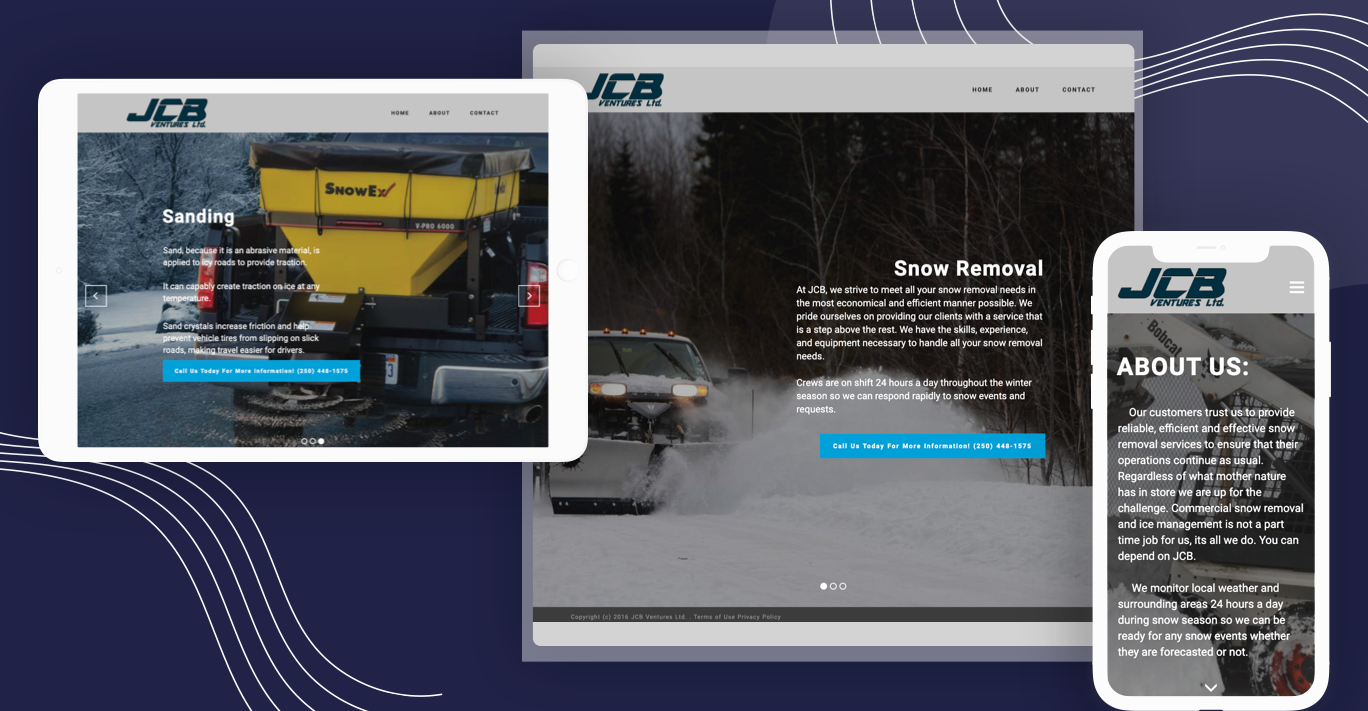 JCB
VENTURES Ltd.
HOME ABOUT CONTACT
SNOWEX
V-PRO 6000
Sanding
Sand, because it is an abrasive material, is
applied to icy roads to provide traction.
It can capably create traction on ice at any
temperature.
Sand crystals increase friction and help
prevent vehicle tires from slipping on slick
roads, making travel easier for drivers.
Call Us Today For More Information! (250) 448-1575
JCB
VENTURES Ltd.
HOME ABOUT CONTACT
Snow Removal
At JCB, we strive to meet all your snow removal needs in
the most economical and efficient manner possible. We
pride ourselves on providing our clients with a service that
is a step above the rest. We have the skills, experience,
and equipment necessary to handle all your snow removal
needs.
Crews are on shift 24 hours a day throughout the winter
season so we can respond rapidly to snow events and
requests.
Call Us Today For More Information! (250) 448-1575
Copyright (c) 2016 JCB Ventures Ltd. . Terms of Use Privacy Policy
JCB
VENTURES Ltd.
Bobcat
ABOUT US:
Our customers trust us to provide
reliable, efficient and effective snow
removal services to ensure that their
operations continue as usual.
Regardless of what mother nature
has in store we are up for the
challenge. Commercial snow removal
and ice management is not a part
time job for us, its all we do. You can
depend on JCB.
We monitor local weather and
surrounding areas 24 hours a day
during snow season so we can be
ready for any snow events whether
they are forecasted or not.